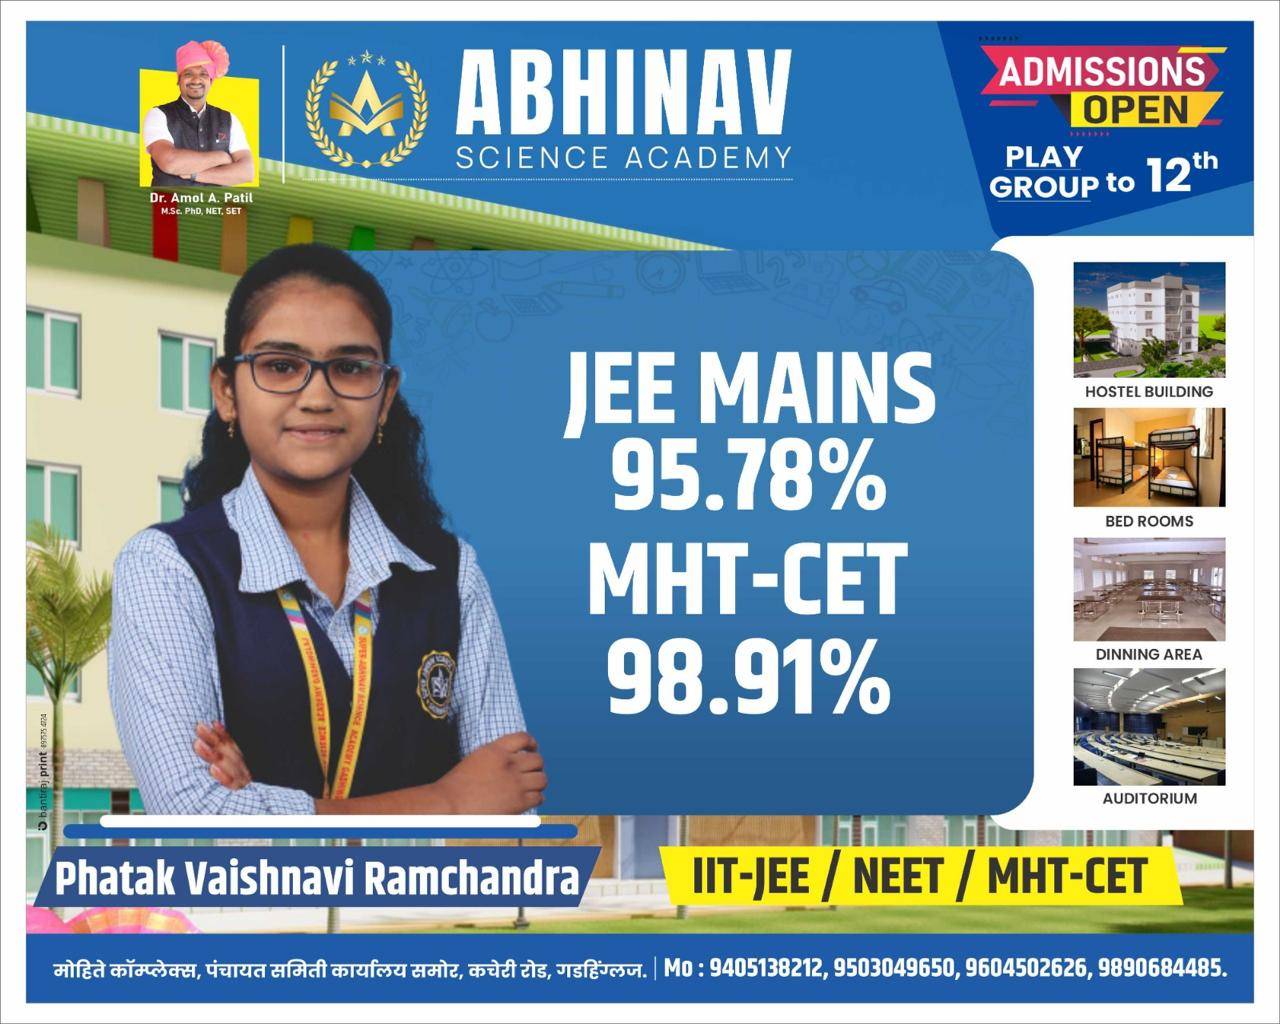 Dr. Amol A. Patil
M.Sc. PhD, NET, SET
ABHINAV
SCIENCE ACADEMY
ADMISSIONS
OPEN
PLAY
GROUP to 12th
JEE MAINS
95.78%
MHT-CET
98.91%
HOSTEL BUILDING
BED ROOMS
DINNING AREA
AUDITORIUM
bantiraj print
Phatak Vaishnavi Ramchandra
IIT-JEE / NEET / MHT-CET
मोहिते कॉम्प्लेक्स, पंचायत समिती कार्यालय समोर, कचेरी रोड, गडहिंग्लज. | Mo : 9405138212, 9503049650, 9604502626, 9890684485.